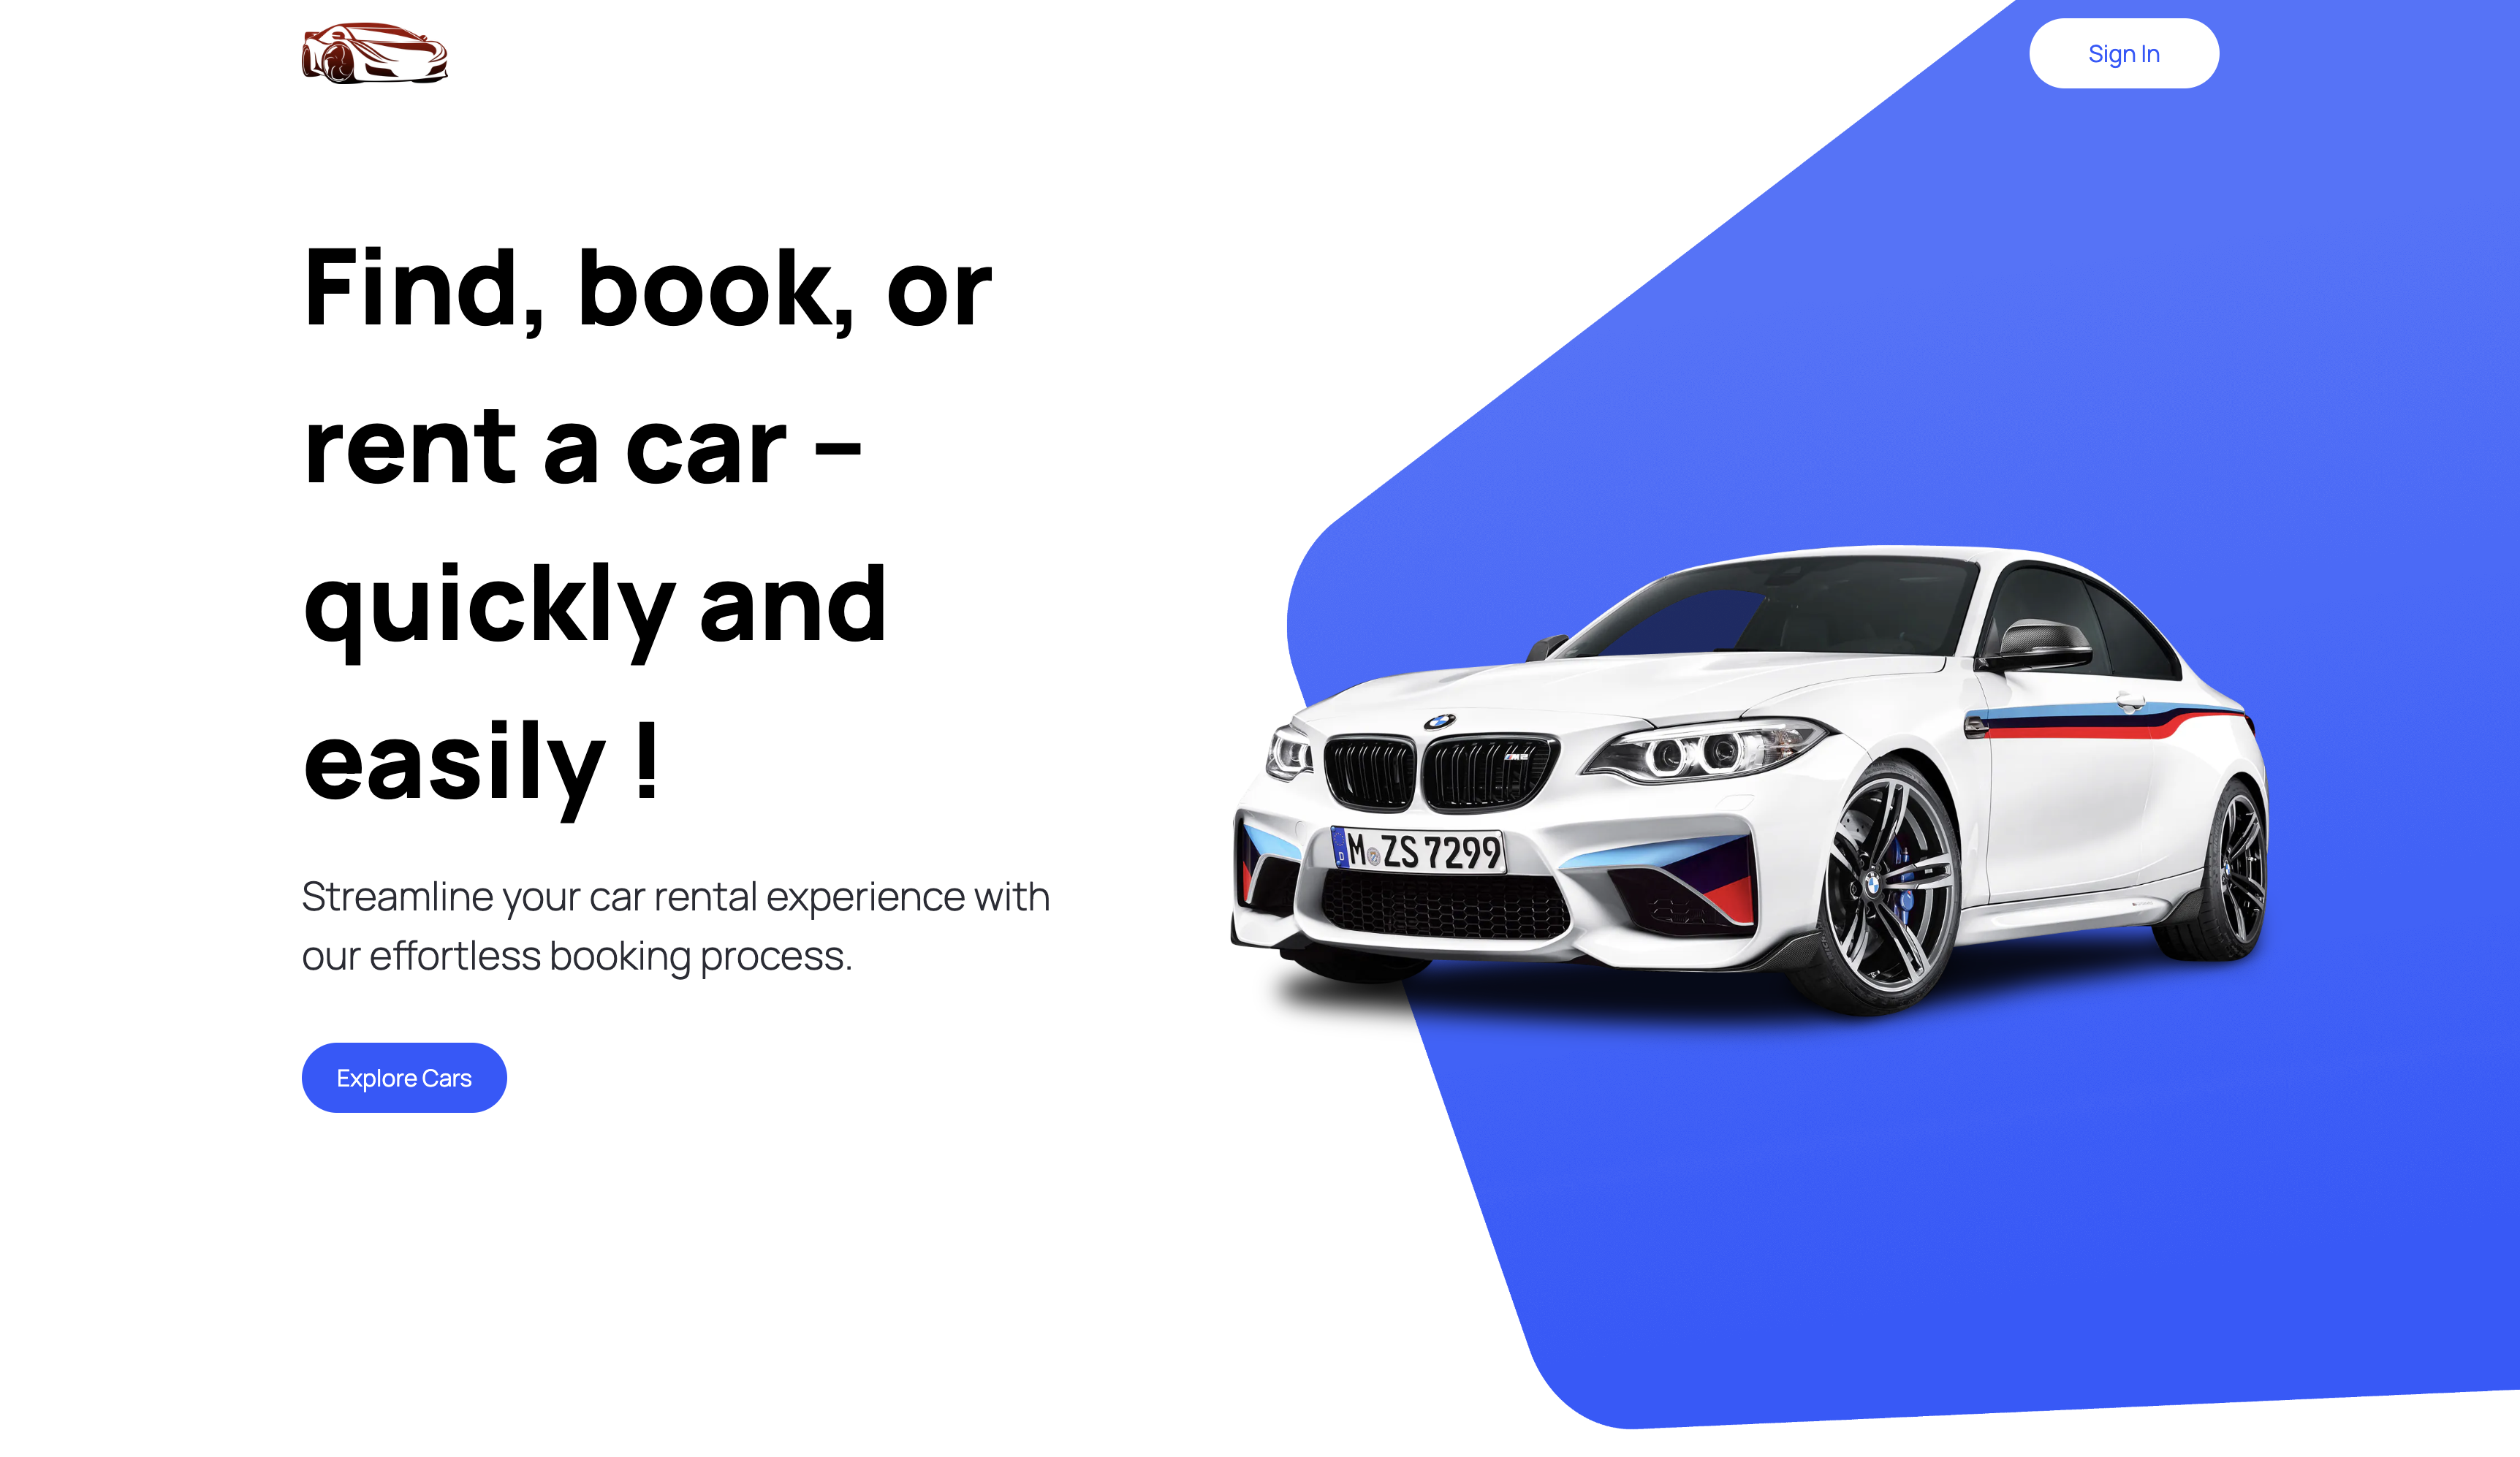 Sign In
Find, book, or
rent a car –
quickly and
easily !
Streamline your car rental experience with
our effortless booking process.
Explore Cars
M ZS 7299
M2